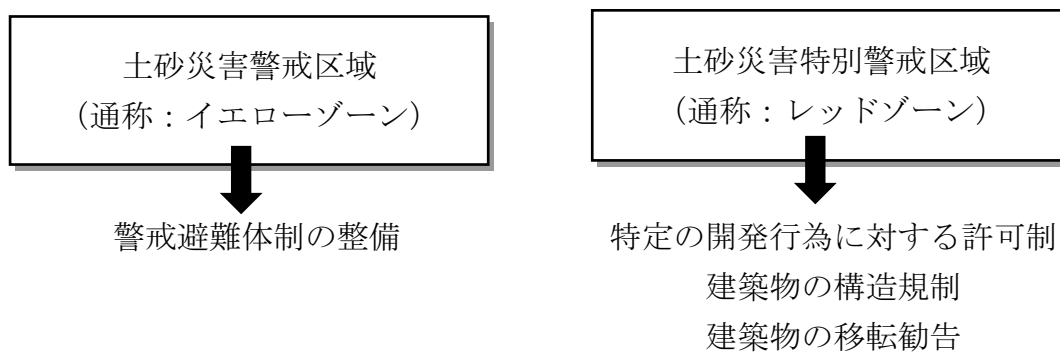 土砂災害警戒区域
（通称：イエローゾーン）
警戒避難体制の整備
土砂災害特別警戒区域
（通称：レッドゾーン）
特定の開発行為に対する許可制
建築物の構造規制
建築物の移転勧告